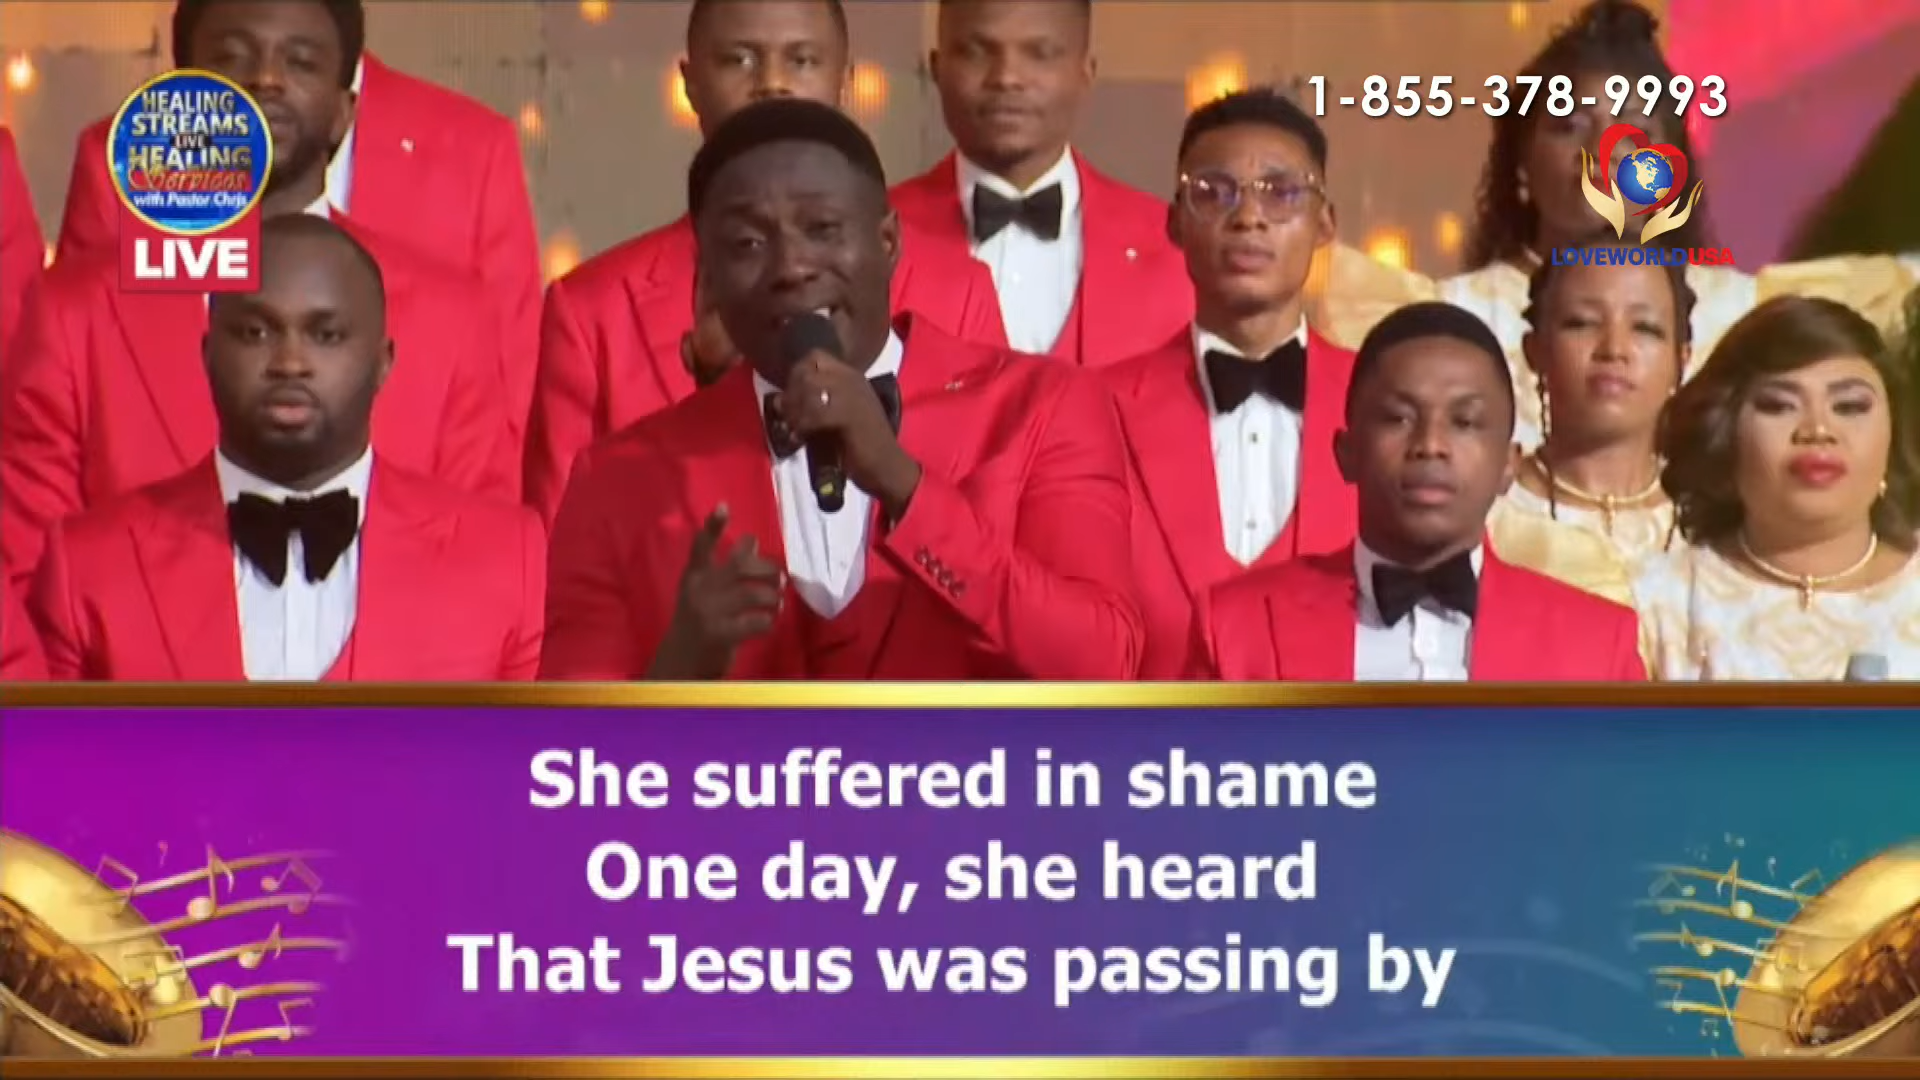 1-855-378-9993
HEALING
STREAMS
LIVE
HEALING
Services
with Pastor Chris
LIVE
LOVEWORLDUSA
She suffered in shame
One day, she heard
That Jesus was passing by